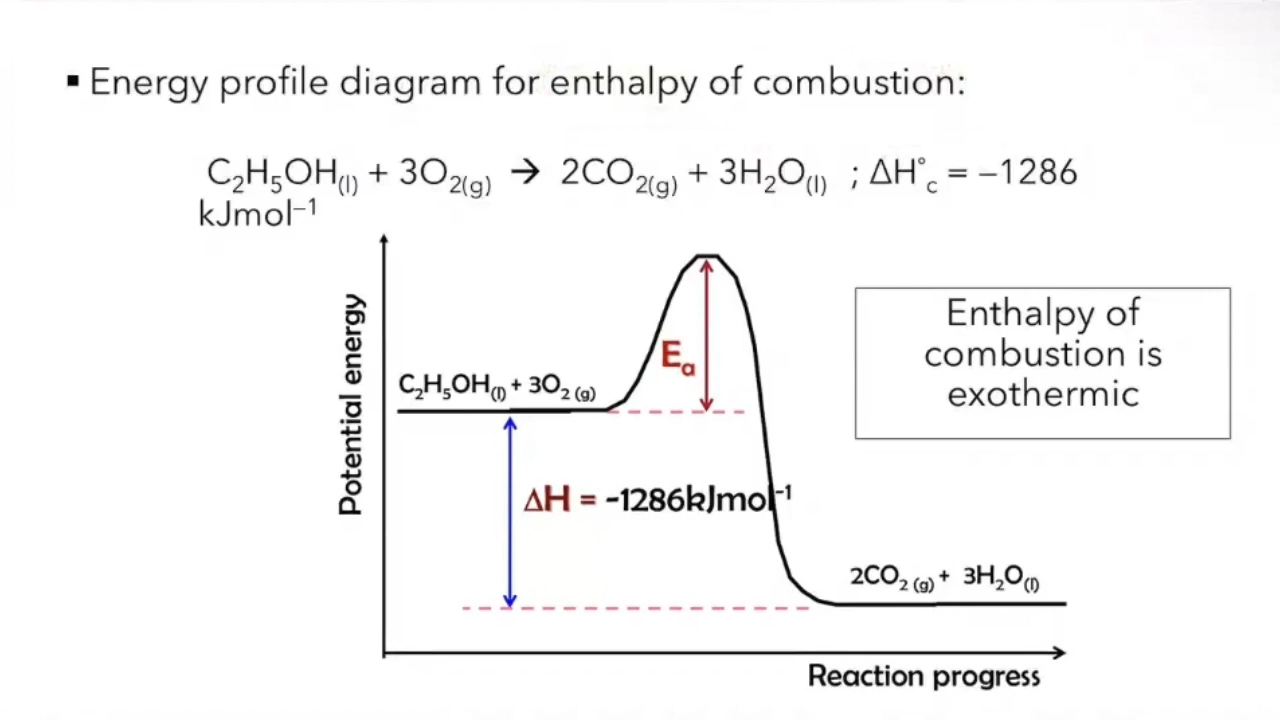 ▪ Energy profile diagram for enthalpy of combustion:
C₂H₅OH₍ₗ₎ + 3O₂₍g₎ → 2CO₂₍g₎ + 3H₂O₍ₗ₎ ; ΔH°c = −1286
kJmol⁻¹
Potential energy
Enthalpy of
combustion is
exothermic
Eₐ
C₂H₅OH₍ₗ₎ + 3O₂ ₍g₎
ΔH = -1286kJmol⁻¹
2CO₂ ₍g₎ + 3H₂O₍ₗ₎
Reaction progress